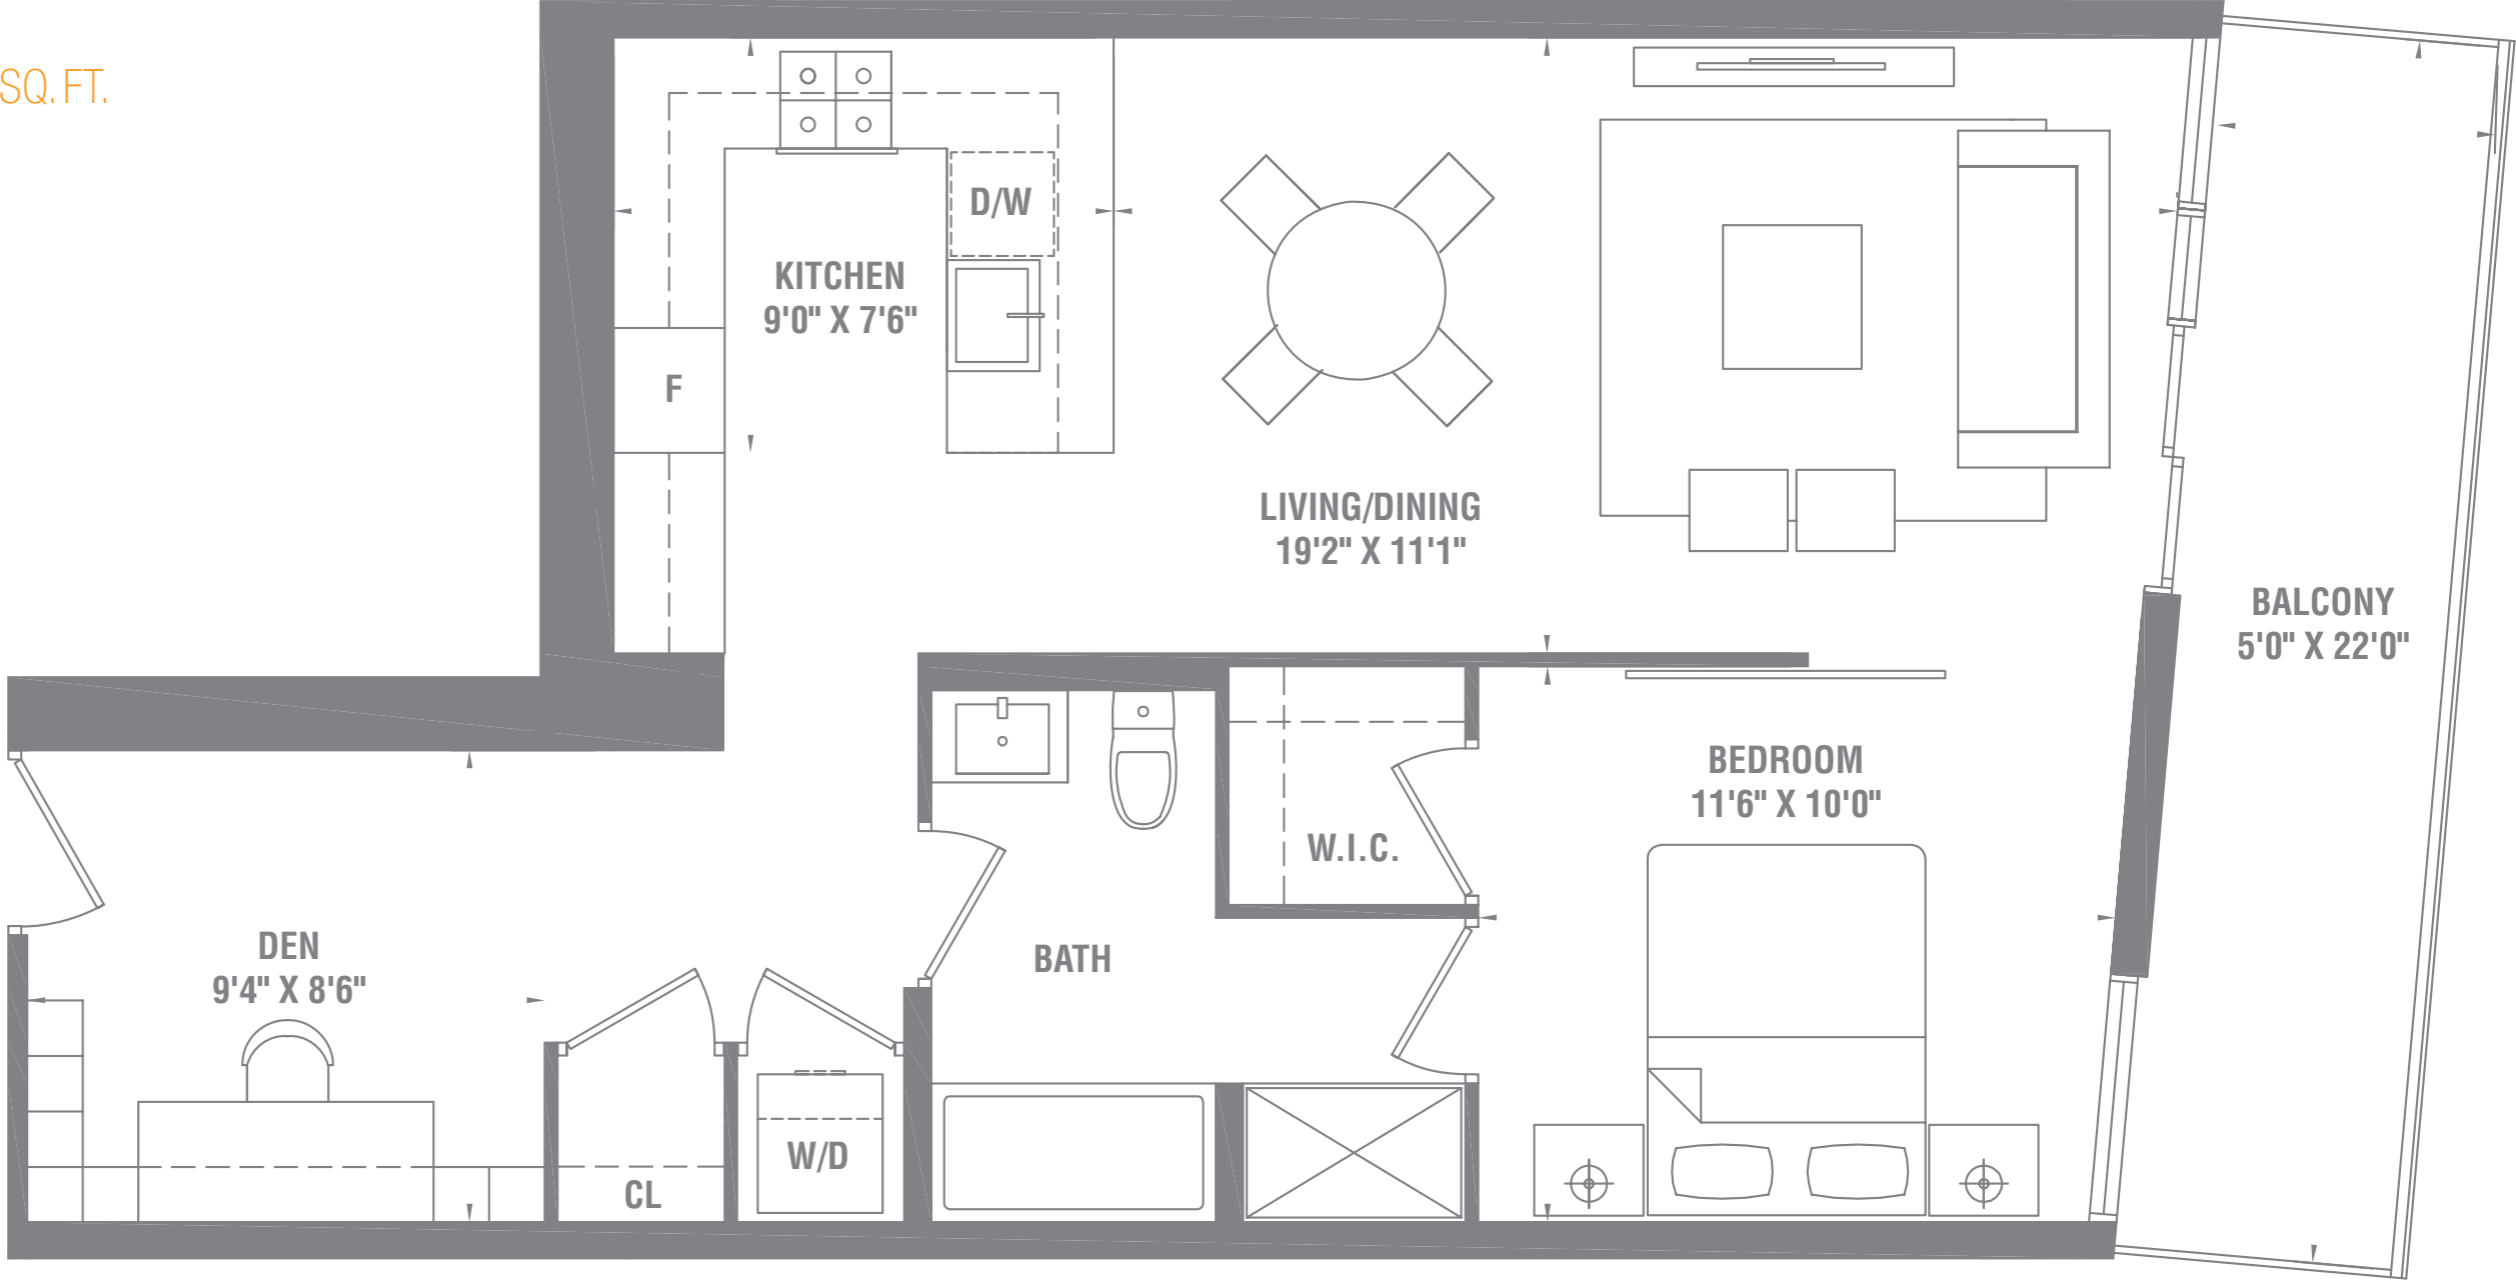 SQ. FT.
D/W
KITCHEN
9'0" X 7'6"
F
LIVING/DINING
19'2" X 11'1"
BALCONY
5'0" X 22'0"
BEDROOM
11'6" X 10'0"
W.I.C.
BATH
DEN
9'4" X 8'6"
W/D
CL